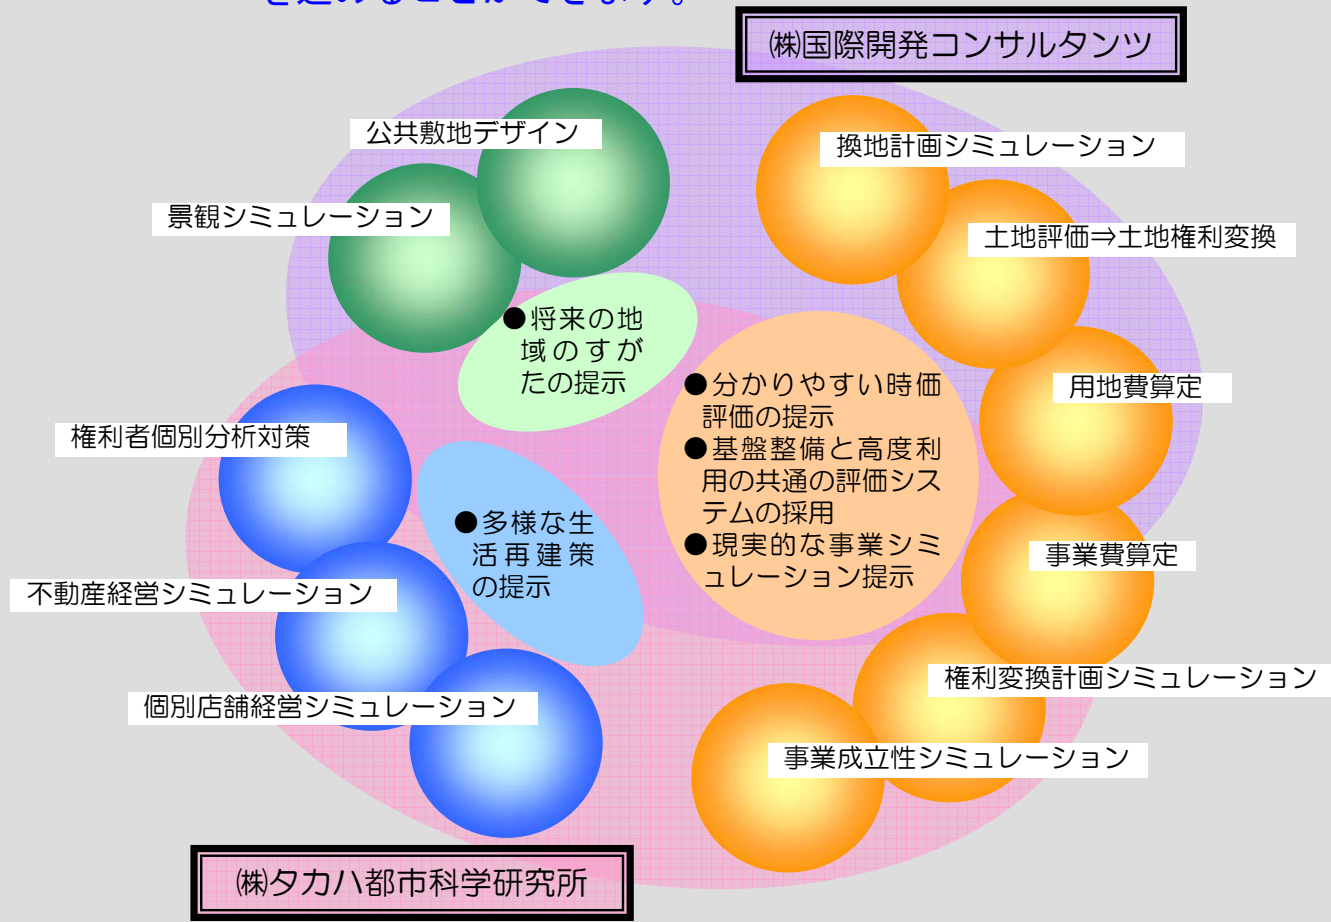 を進めることができます。
㈱国際開発コンサルタンツ
公共敷地デザイン
換地計画シミュレーション
景観シミュレーション
土地評価⇒土地権利変換
●将来の地
域のすが
たの提示
●分かりやすい時価
評価の提示
●基盤整備と高度利
用の共通の評価シス
テムの採用
●現実的な事業シミ
ュレーション提示
用地費算定
権利者個別分析対策
●多様な生
活再建策
の提示
事業費算定
不動産経営シミュレーション
権利変換計画シミュレーション
個別店舗経営シミュレーション
事業成立性シミュレーション
㈱タカハ都市科学研究所